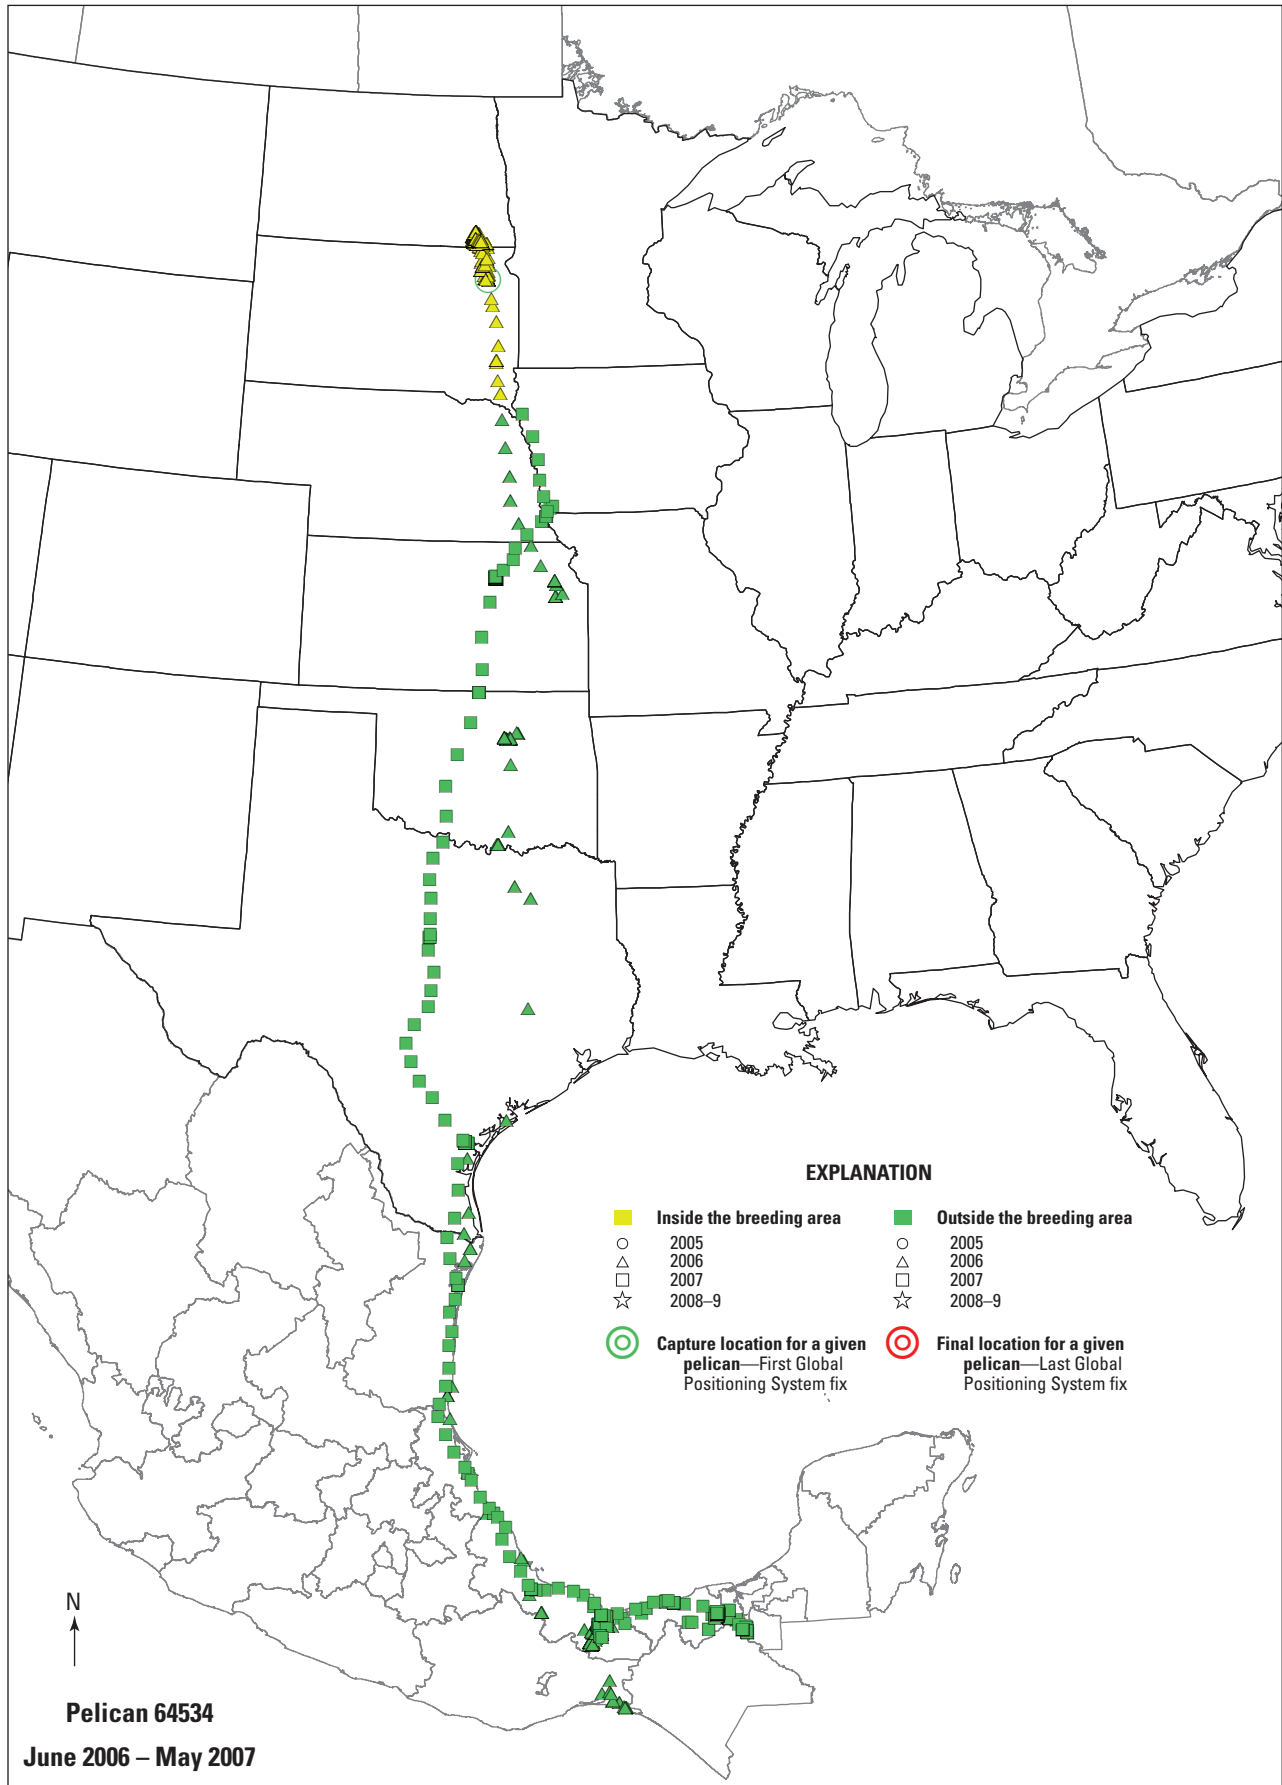 EXPLANATION
Inside the breeding area
2005
2006
2007
2008–9
Outside the breeding area
2005
2006
2007
2008–9
Capture location for a given
pelican—First Global
Positioning System fix
Final location for a given
pelican—Last Global
Positioning System fix
N
Pelican 64534
June 2006 – May 2007